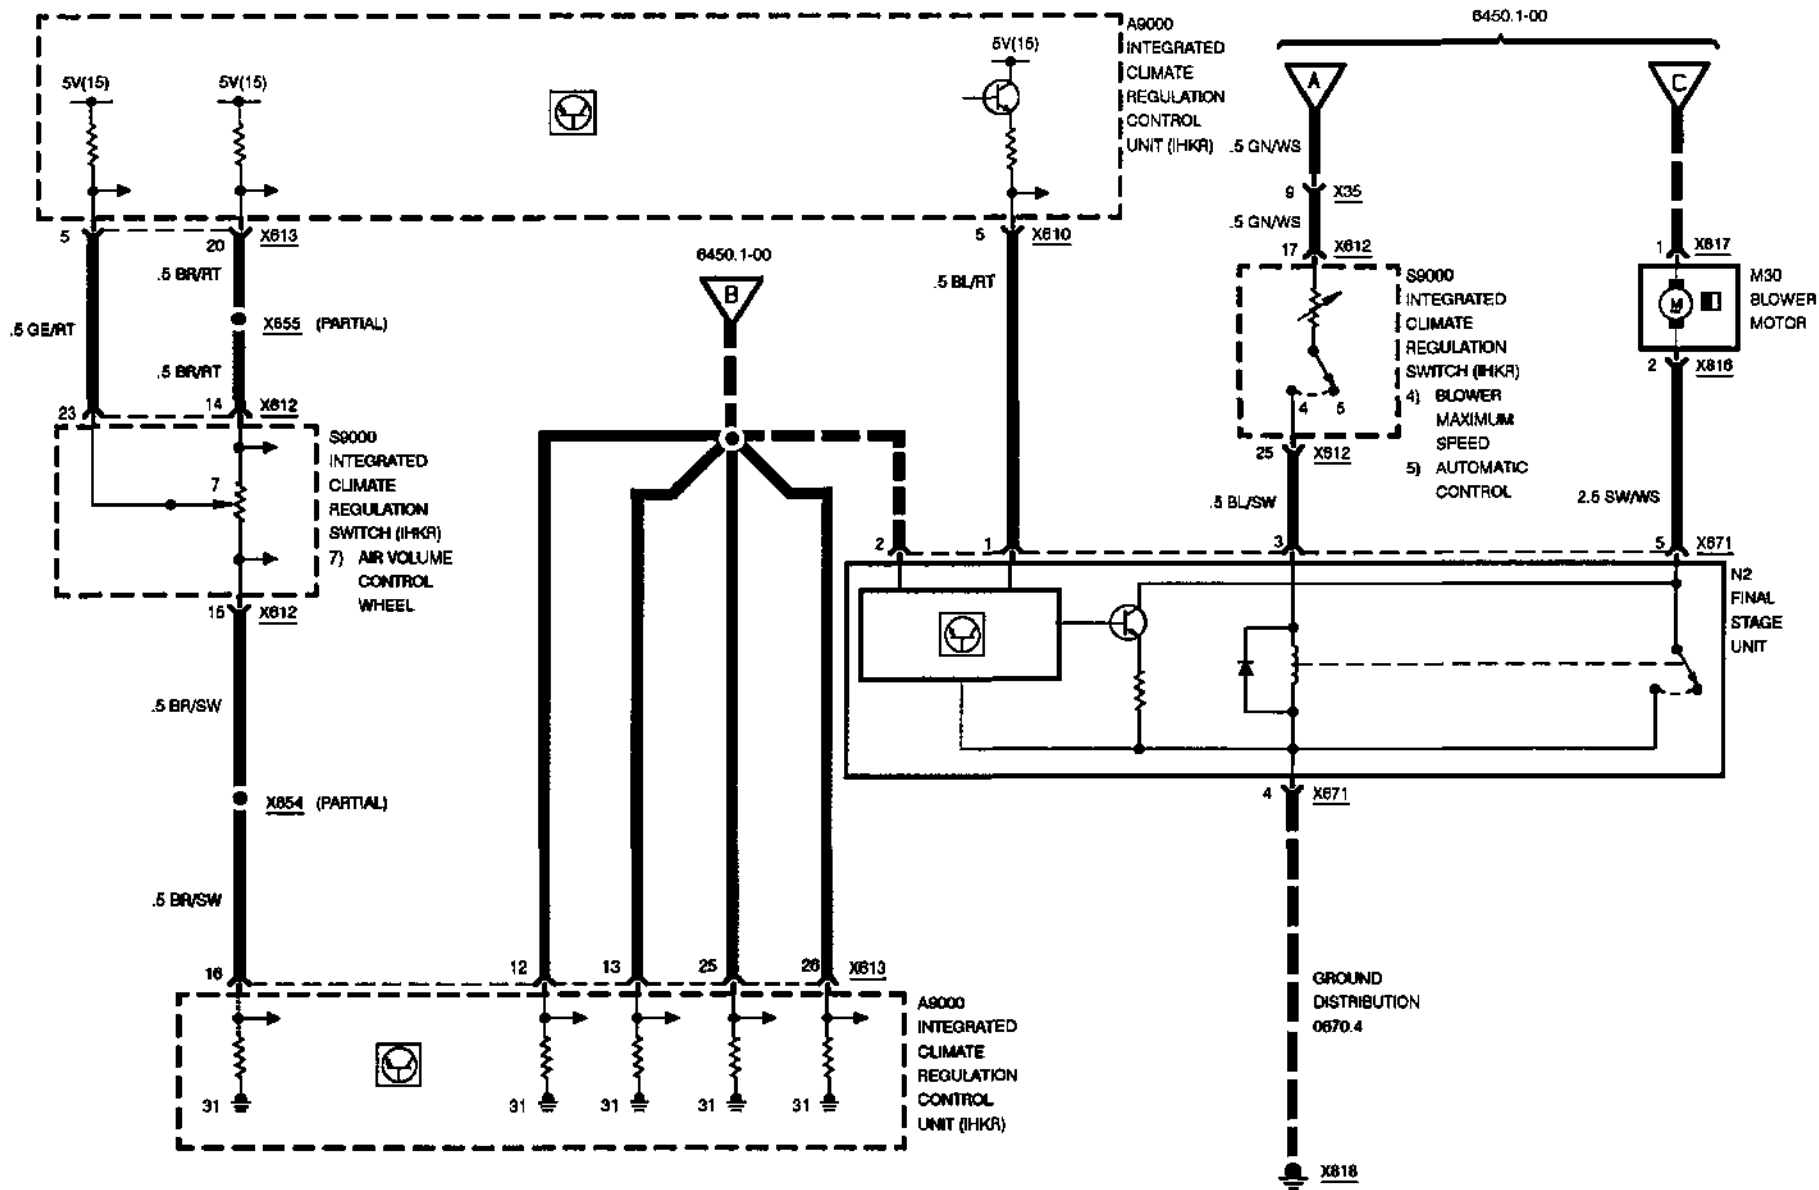 6450.1-00
A9000
INTEGRATED
CLIMATE
REGULATION
CONTROL
UNIT (IHKR)
5V(15)
5V(15)
5V(15)
A
C
.5 GN/WS
9 X35
.5 GN/WS
17 X612
1 X617
5
20 X613
5 X610
.5 BR/RT
6450.1-00
B
.5 BL/RT
S9000
INTEGRATED
CLIMATE
REGULATION
SWITCH (IHKR)
4) BLOWER
MAXIMUM
SPEED
5) AUTOMATIC
CONTROL
M
M30
BLOWER
MOTOR
.5 GE/RT
X655 (PARTIAL)
.5 BR/RT
2 X816
4 5
23
14 X612
25 X612
S9000
INTEGRATED
CLIMATE
REGULATION
SWITCH (IHKR)
7) AIR VOLUME
CONTROL
WHEEL
7
.5 BL/SW
2.5 SW/WS
2
1
3
5 X671
N2
FINAL
STAGE
UNIT
15 X612
.5 BR/SW
X654 (PARTIAL)
4 X671
.5 BR/SW
16
12
13
25
26 X613
GROUND
DISTRIBUTION
0670.4
A9000
INTEGRATED
CLIMATE
REGULATION
CONTROL
UNIT (IHKR)
31
31
31
31
31
X818